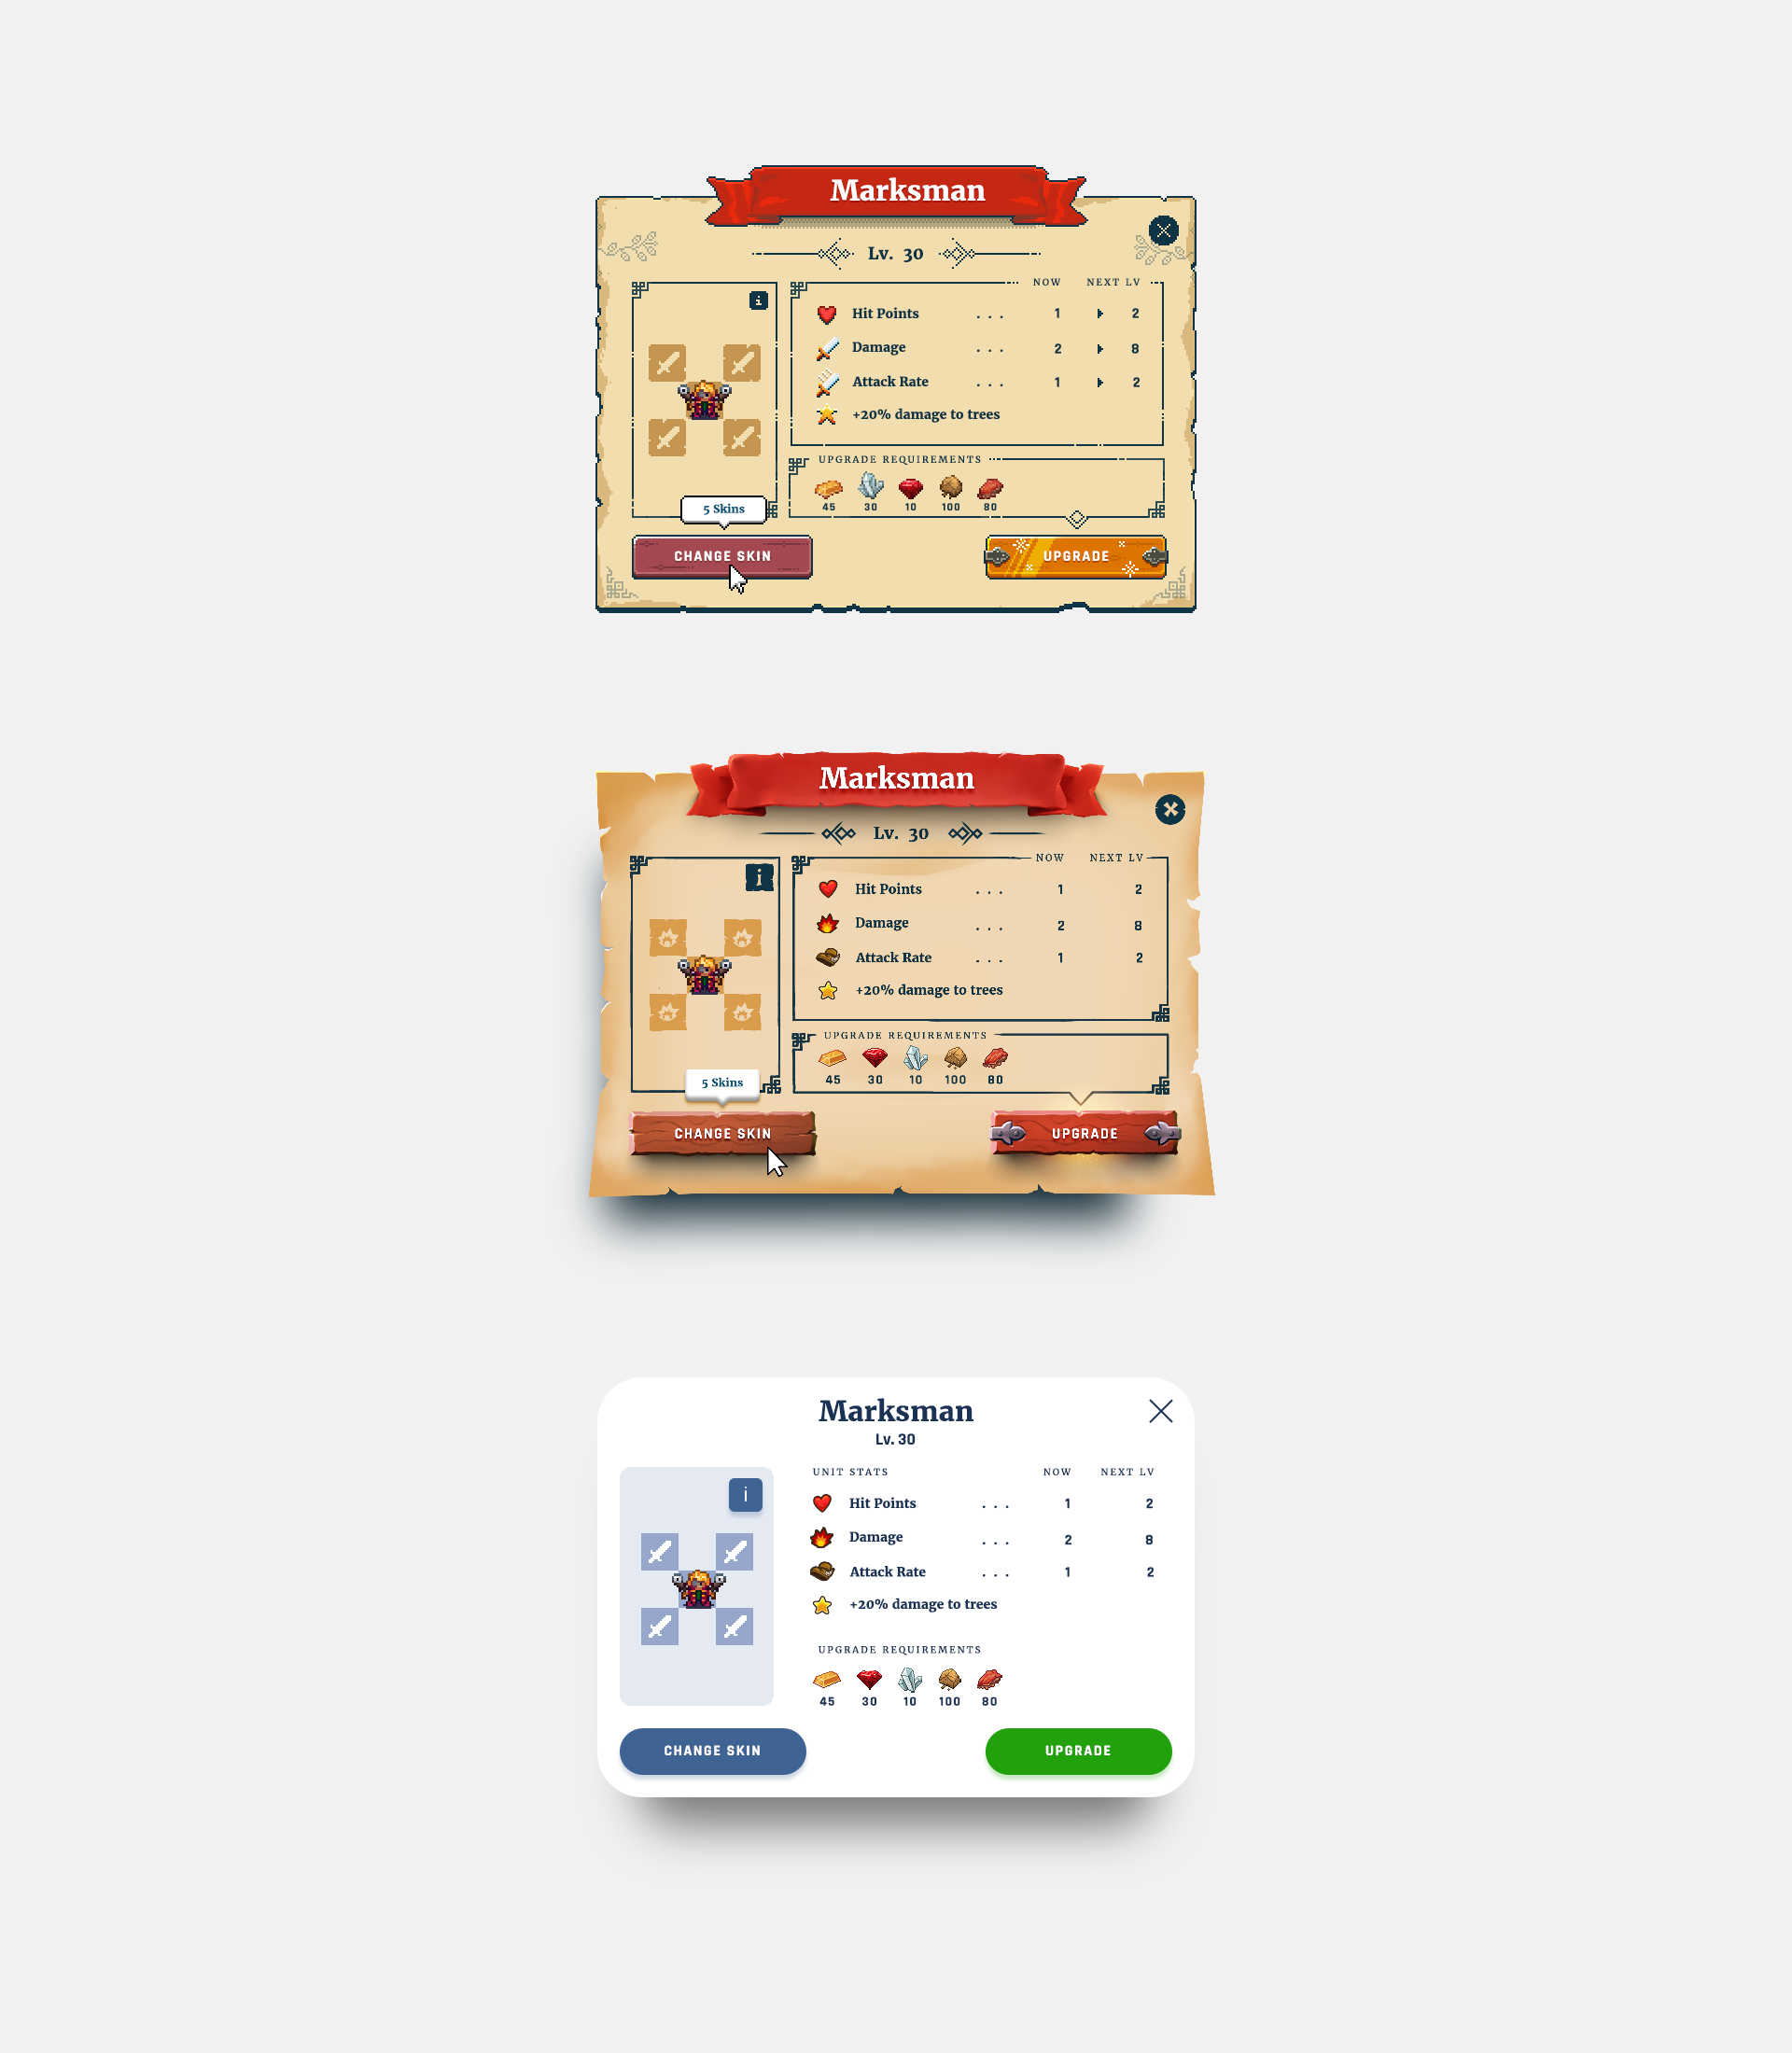 Marksman
Lv. 30
NOW NEXT LV
i
Hit Points . . . 1 2
Damage . . . 2 8
Attack Rate . . . 1 2
+20% damage to trees
UPGRADE REQUIREMENTS
45 30 10 100 80
5 Skins
CHANGE SKIN UPGRADE
Marksman
Lv. 30
NOW NEXT LV
i
Hit Points . . . 1 2
Damage . . . 2 8
Attack Rate . . . 1 2
+20% damage to trees
UPGRADE REQUIREMENTS
45 30 10 100 80
5 Skins
CHANGE SKIN UPGRADE
Marksman
Lv. 30
UNIT STATS NOW NEXT LV
i
Hit Points . . . 1 2
Damage . . . 2 8
Attack Rate . . . 1 2
+20% damage to trees
UPGRADE REQUIREMENTS
45 30 10 100 80
CHANGE SKIN UPGRADE